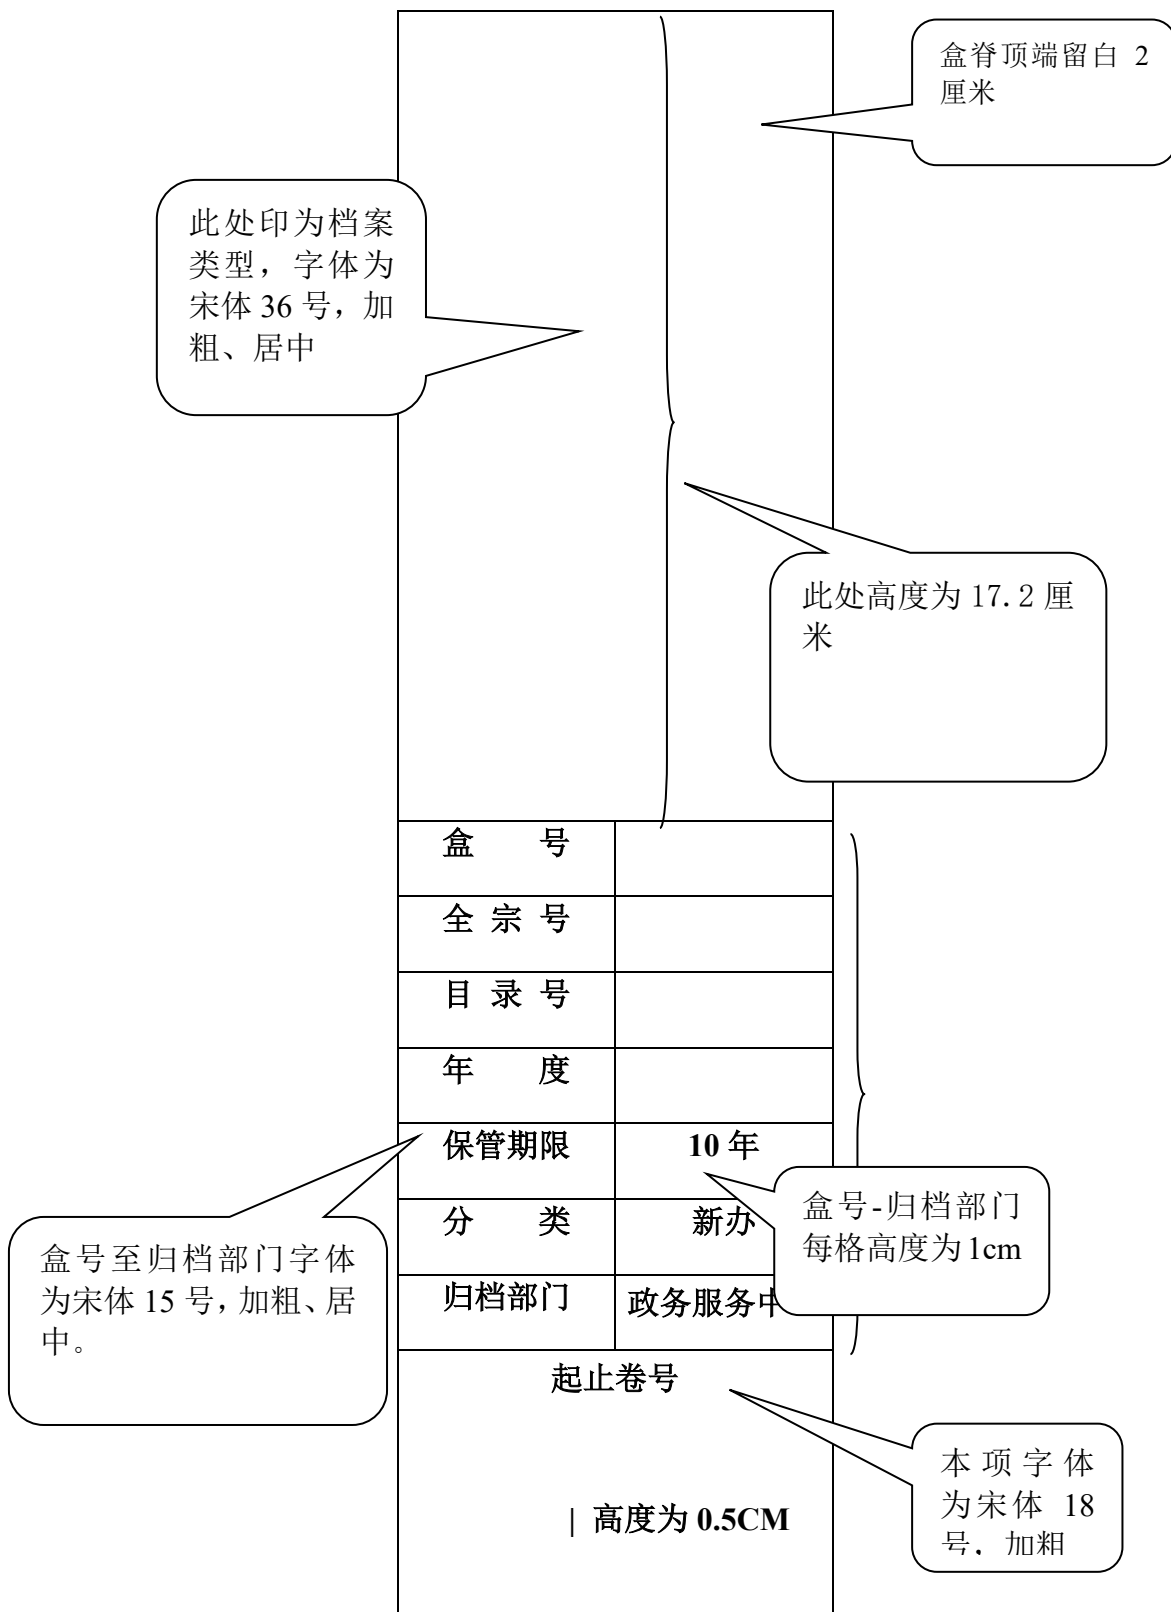 盒脊顶端留白 2
厘米
此处印为档案
类型，字体为
宋体 36 号，加
粗、居中
此处高度为 17.2 厘
米
盒 号
全 宗 号
目 录 号
年 度
保管期限 10 年
分 类 新办
归档部门 政务服务中
盒号-归档部门
每格高度为 1cm
盒号至归档部门字体
为宋体 15 号，加粗、居
中。
起止卷号
本项字体
为宋体 18
号，加粗
| 高度为 0.5CM